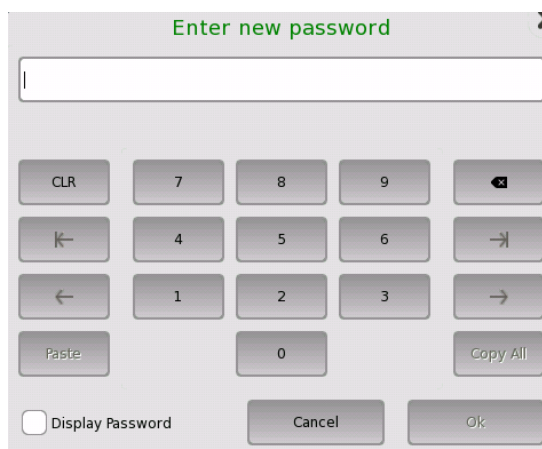 Enter new password
CLR 7 8 9
4 5 6
1 2 3
Paste 0 Copy All
Display Password Cancel Ok